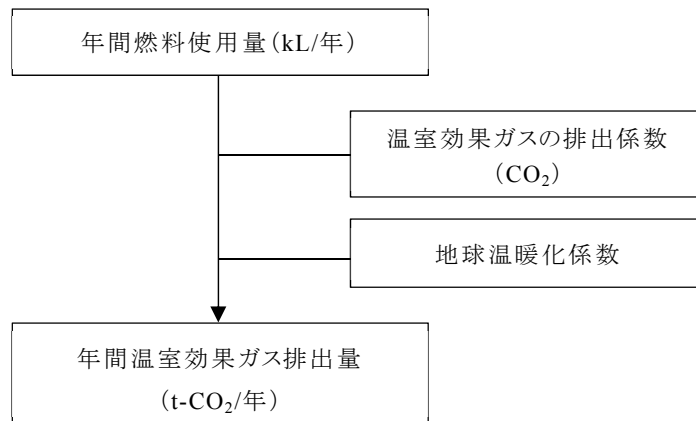 年間燃料使用量（kL/年）
温室効果ガスの排出係数
（CO₂）
地球温暖化係数
年間温室効果ガス排出量
（t-CO₂/年）